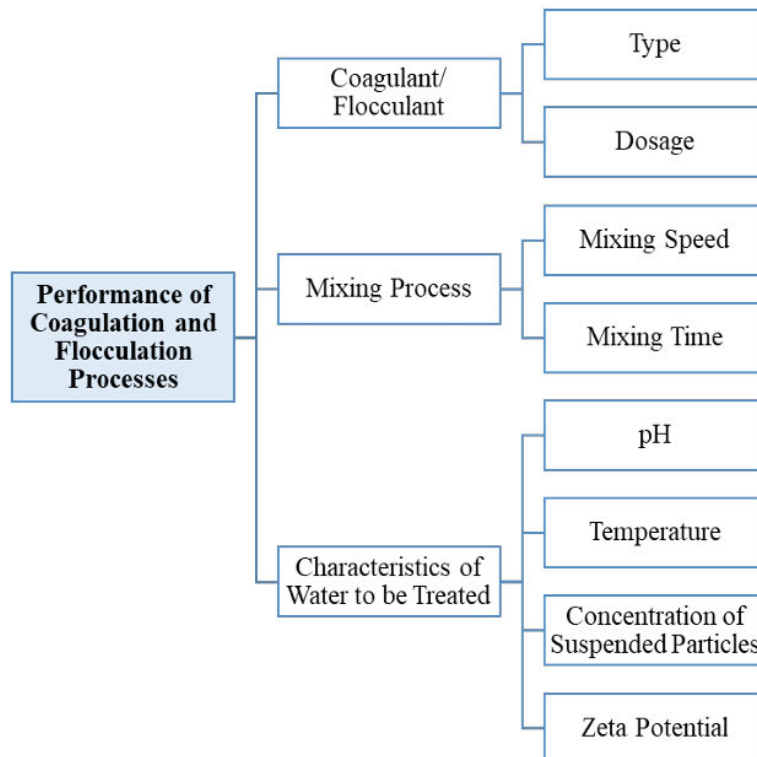 Performance of
Coagulation and
Flocculation
Processes
Coagulant/
Flocculant
Type
Dosage
Mixing Process
Mixing Speed
Mixing Time
Characteristics of
Water to be Treated
pH
Temperature
Concentration of
Suspended Particles
Zeta Potential